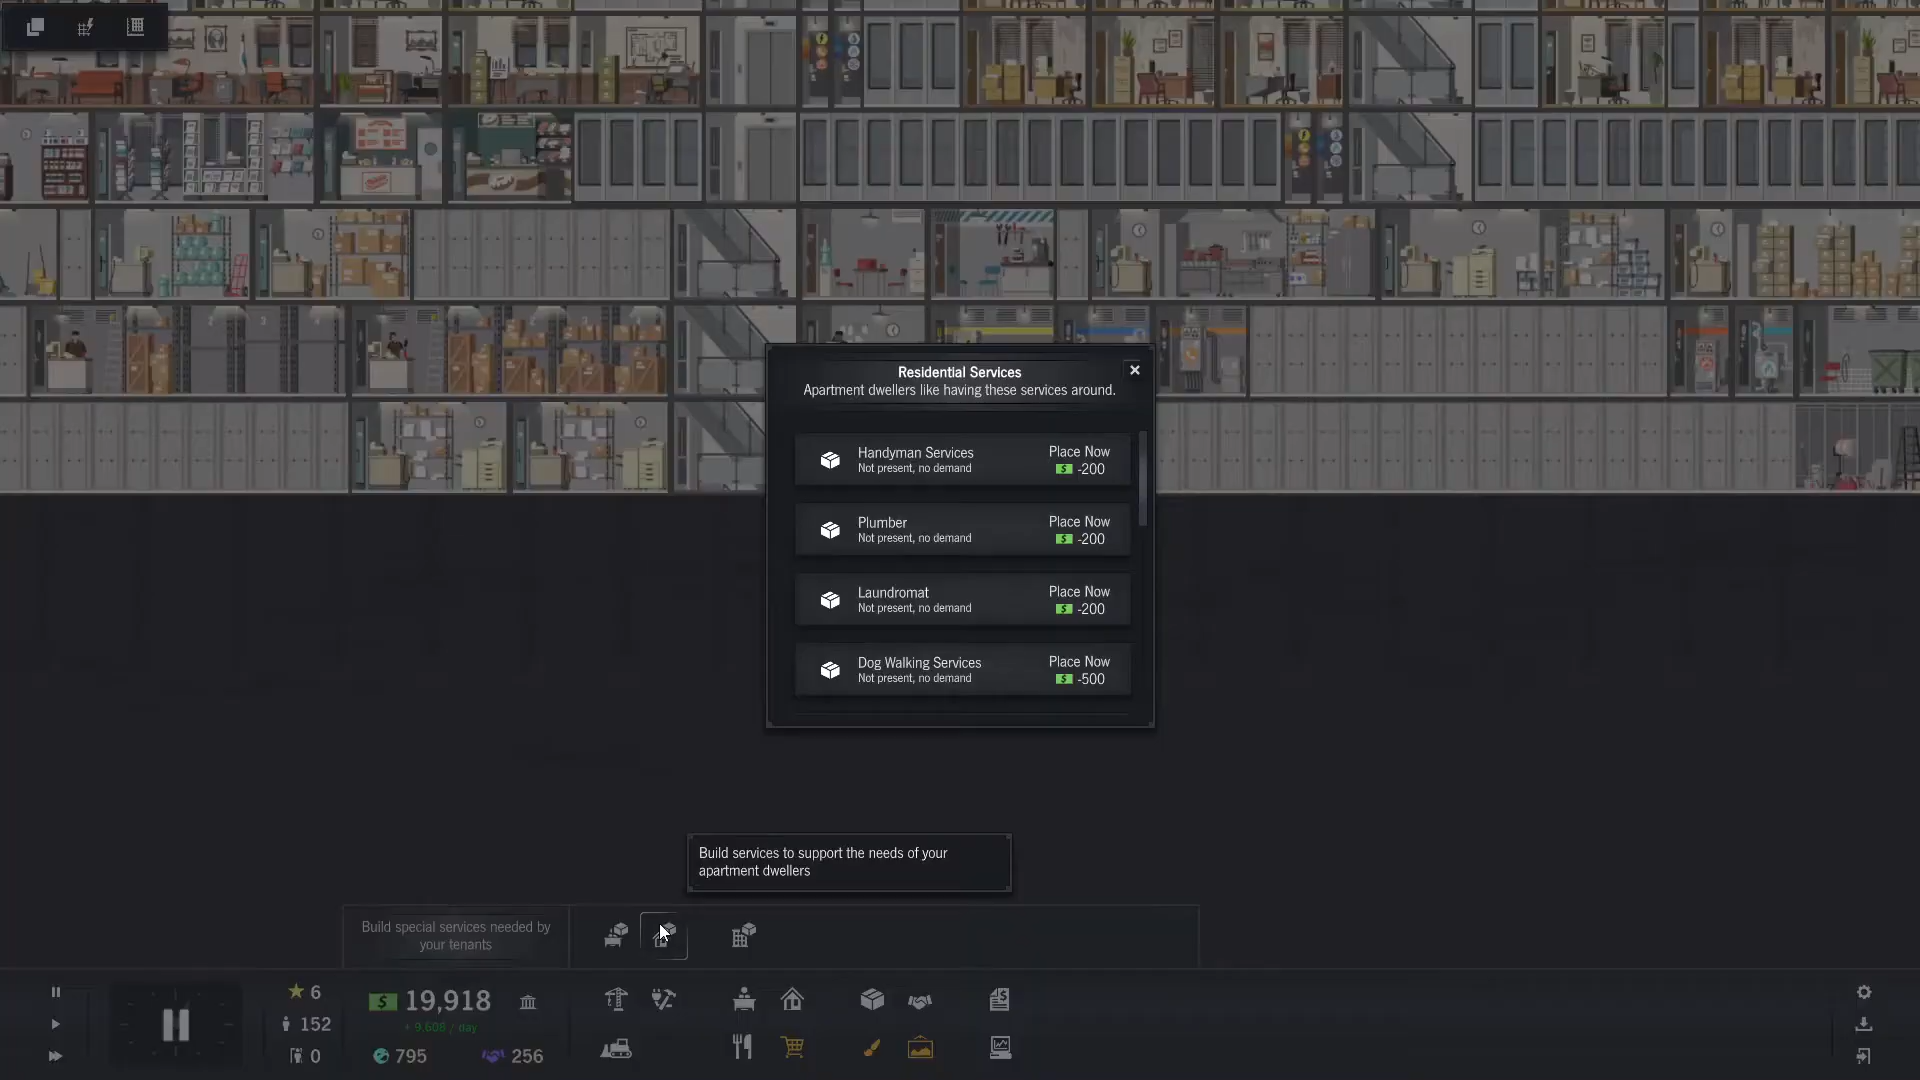 Residential Services
Apartment dwellers like having these services around.
Handyman Services
Not present, no demand
Place Now
-200
Plumber
Not present, no demand
Place Now
-200
Laundromat
Not present, no demand
Place Now
-200
Dog Walking Services
Not present, no demand
Place Now
-500
Build services to support the needs of your
apartment dwellers
Build special services needed by
your tenants
6
19,918
152
+ 9,606 / day
0
795
256